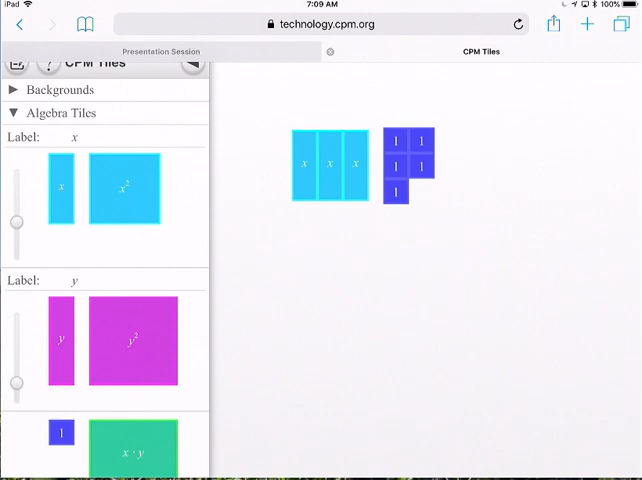 iPad 7:09 AM 100%
technology.cpm.org
Presentation Session CPM Tiles
? CPM Tiles
Backgrounds
Algebra Tiles
Label: x
x x²
Label: y
y y²
1 x · y
x x x
1 1
1 1
1